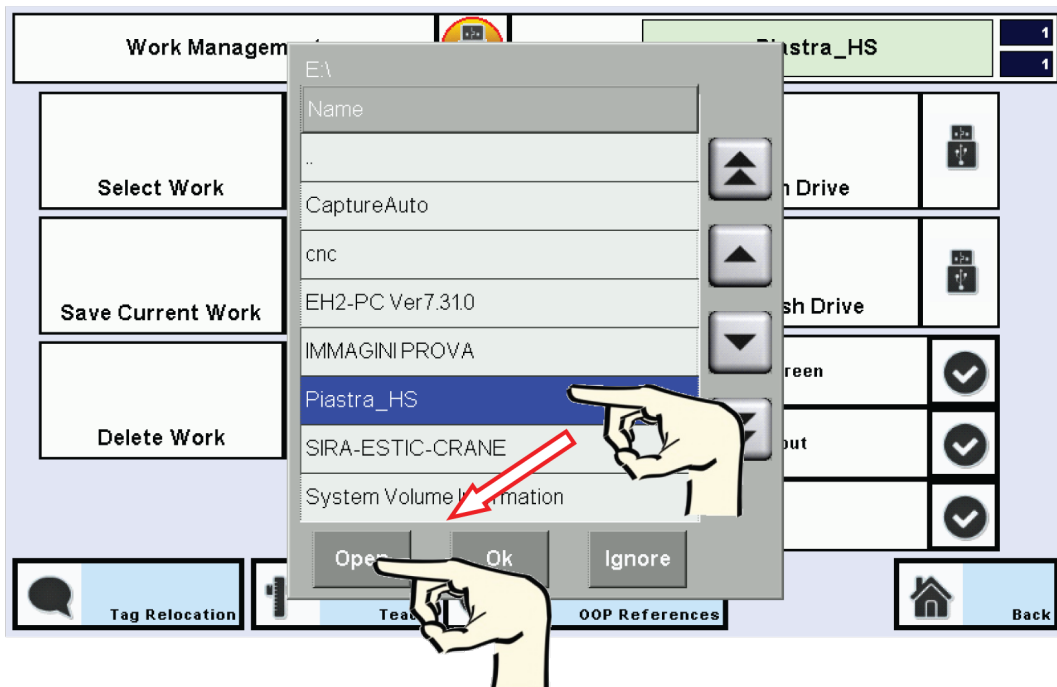 Work Managem
Piastra_HS
1
1
E:\
Name
..
CaptureAuto
cnc
EH2-PC Ver7.31.0
IMMAGINI PROVA
Piastra_HS
SIRA-ESTIC-CRANE
System Volume Information
Open
Ok
Ignore
Select Work
Save Current Work
Delete Work
h Drive
sh Drive
reen
out
Tag Relocation
Teac
OOP References
Back